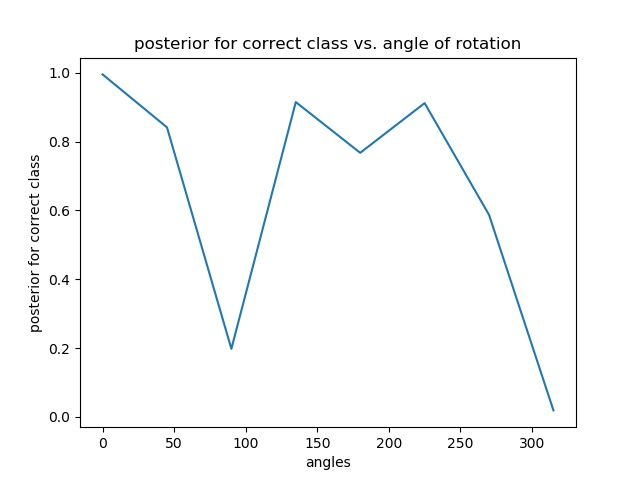 posterior for correct class vs. angle of rotation
1.0
0.8
0.6
0.4
0.2
0.0
posterior for correct class
0 50 100 150 200 250 300
angles